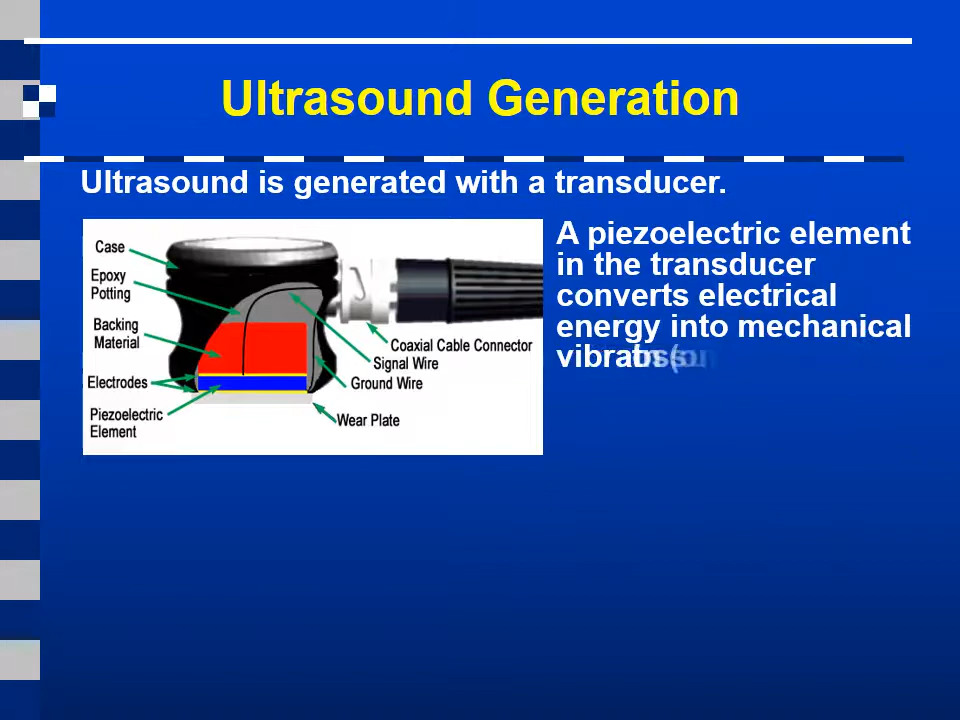 Ultrasound Generation
Ultrasound is generated with a transducer.
A piezoelectric element
in the transducer
converts electrical
energy into mechanical
Case
Epoxy
Potting
Backing
Material
Electrodes
Piezoelectric
Element
Coaxial Cable Connector
Signal Wire
Ground Wire
Wear Plate